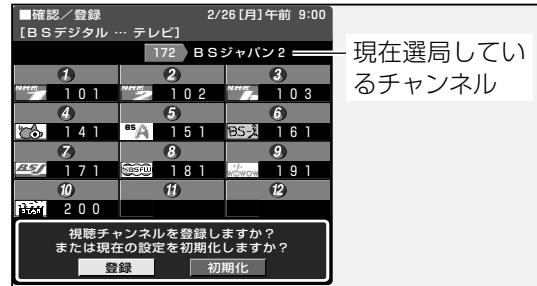 ■確認／登録 2/26[月]午前 9:00
[BSデジタル … テレビ]
172 BSジャパン2
現在選局してい
るチャンネル
1 2 3
101 102 103
4 5 6
141 BSA 151 BS-i 161
7 8 9
BSJ 171 BSFUJI 181 WOWOW 191
10 11 12
200
視聴チャンネルを登録しますか？
または現在の設定を初期化しますか？
登録 初期化